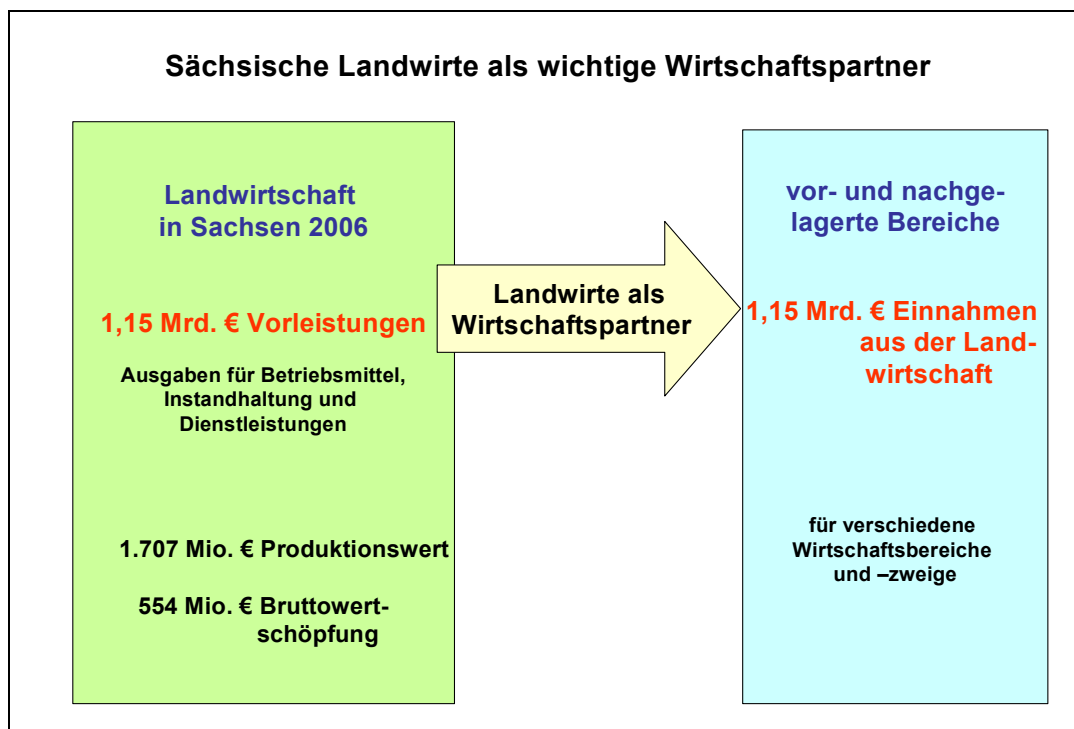 Sächsische Landwirte als wichtige Wirtschaftspartner
Landwirtschaft
in Sachsen 2006
1,15 Mrd. € Vorleistungen
Ausgaben für Betriebsmittel,
Instandhaltung und
Dienstleistungen
1.707 Mio. € Produktionswert
554 Mio. € Bruttowert-
schöpfung
Landwirte als
Wirtschaftspartner
vor- und nachge-
lagerte Bereiche
1,15 Mrd. € Einnahmen
aus der Land-
wirtschaft
für verschiedene
Wirtschaftsbereiche
und –zweige